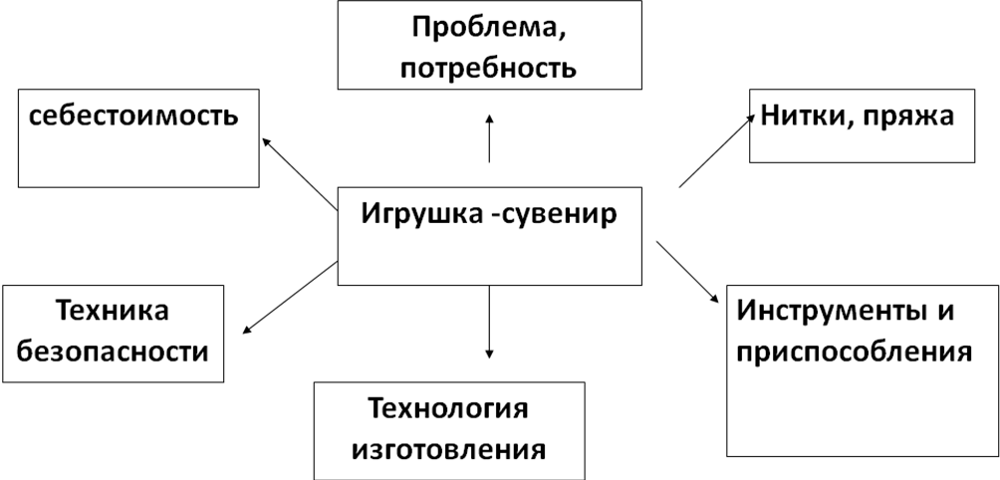 Проблема,
потребность
себестоимость
Нитки, пряжа
Игрушка -сувенир
Техника
безопасности
Инструменты и
приспособления
Технология
изготовления